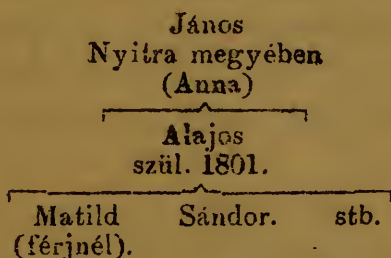 János
Nyitra megyében
(Anna)
Alajos
szül. 1801.
Matild Sándor. stb.
(férjnél).